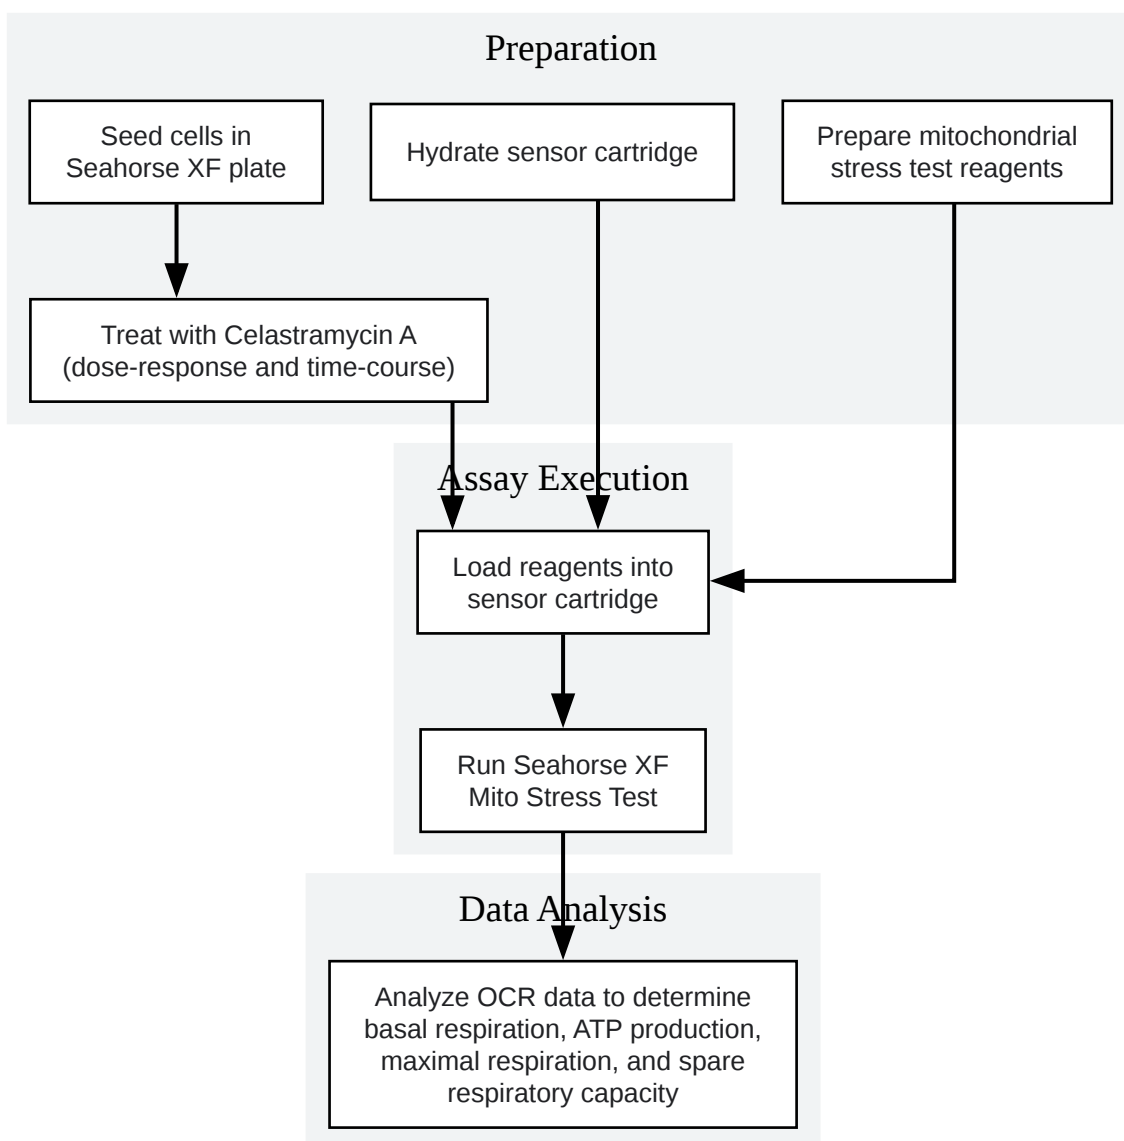 Preparation
Seed cells in
Seahorse XF plate
Hydrate sensor cartridge
Prepare mitochondrial
stress test reagents
Treat with Celastramycin A
(dose-response and time-course)
Assay Execution
Load reagents into
sensor cartridge
Run Seahorse XF
Mito Stress Test
Data Analysis
Analyze OCR data to determine
basal respiration, ATP production,
maximal respiration, and spare
respiratory capacity